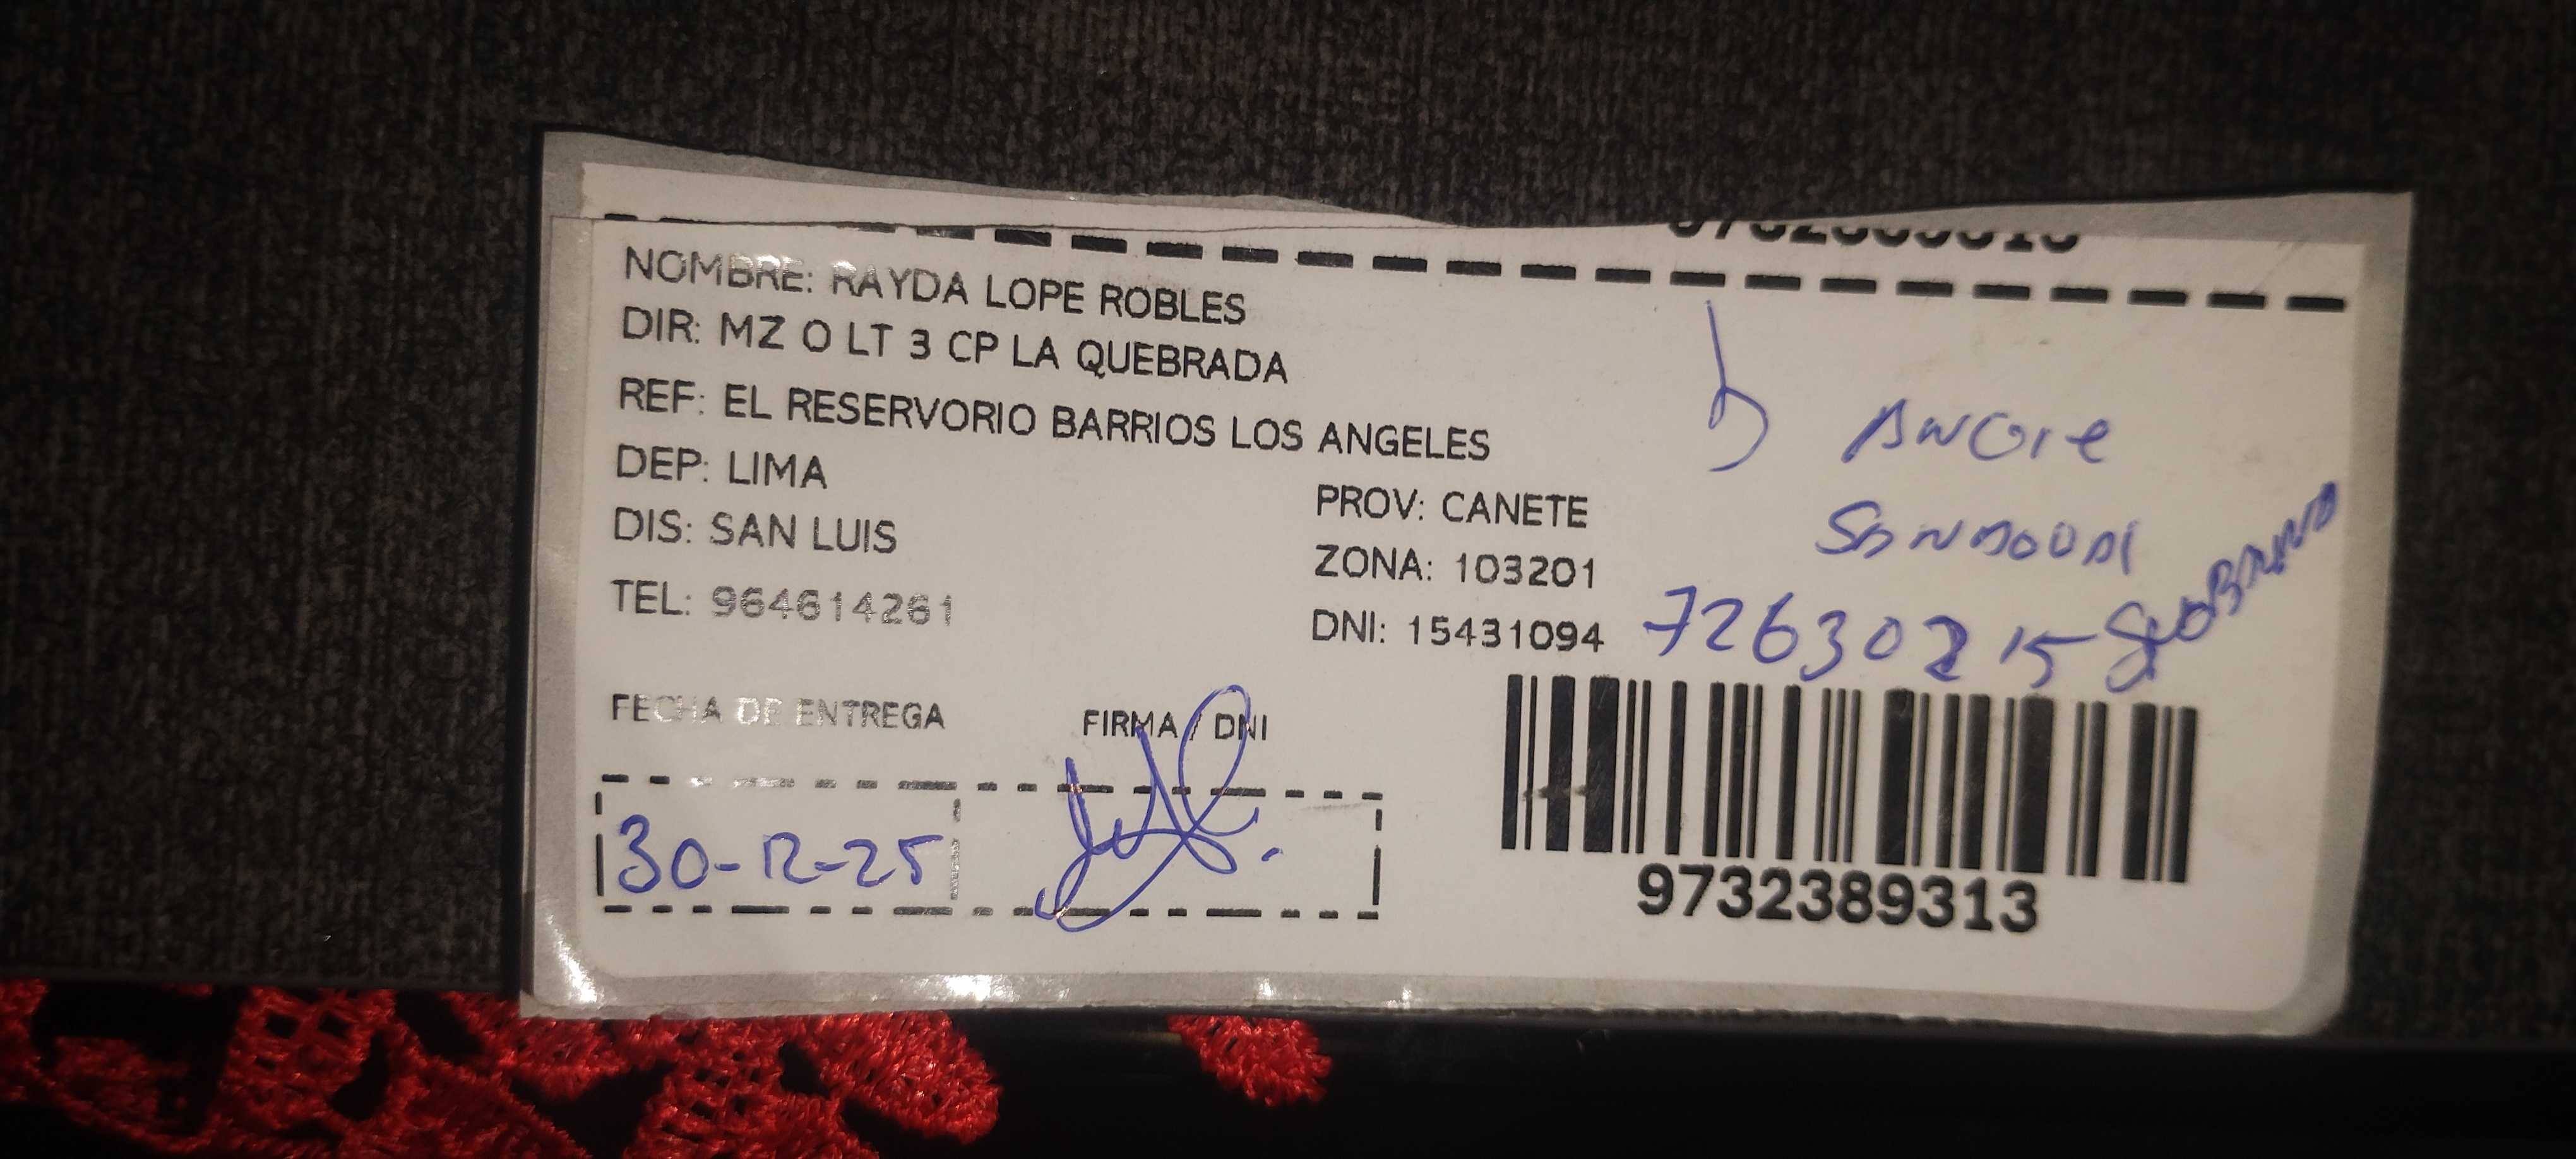 NOMBRE: RAYDA LOPE ROBLES
DIR: MZ O LT 3 CP LA QUEBRADA
REF: EL RESERVORIO BARRIOS LOS ANGELES
DEP: LIMA
PROV: CANETE
DIS: SAN LUIS
ZONA: 103201
TEL: 964614261
DNI: 15431094
72630215
FECHA DE ENTREGA
FIRMA / DNI
30-12-25
9732389313